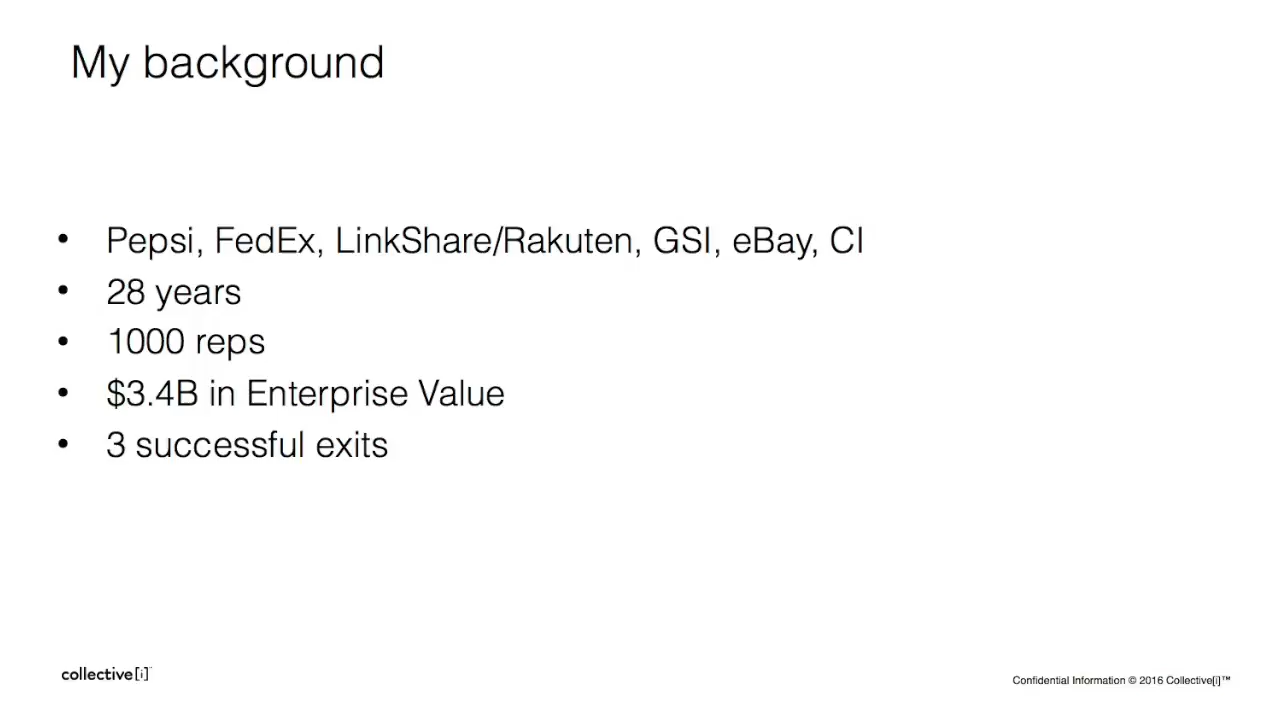 My background
• Pepsi, FedEx, LinkShare/Rakuten, GSI, eBay, CI
• 28 years
• 1000 reps
• $3.4B in Enterprise Value
• 3 successful exits
collective[i]
Confidential Information © 2016 Collective[i]™